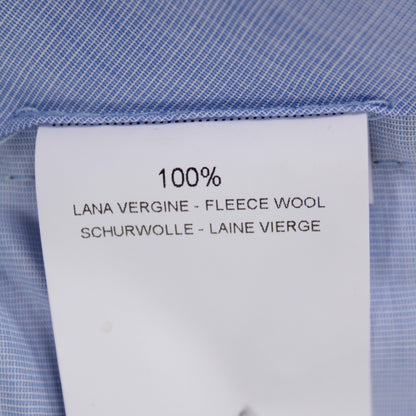 100%
LANA VERGINE - FLEECE WOOL
SCHURWOLLE - LAINE VIERGE